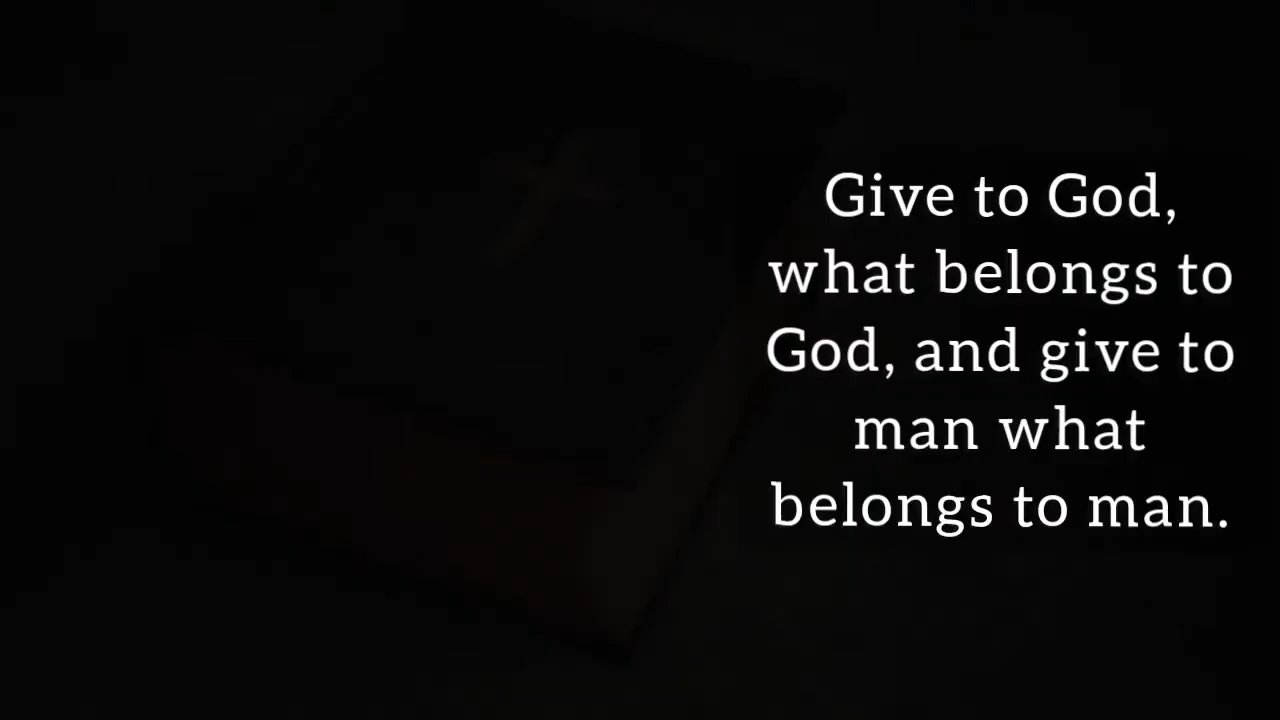 Give to God,
what belongs to
God, and give to
man what
belongs to man.